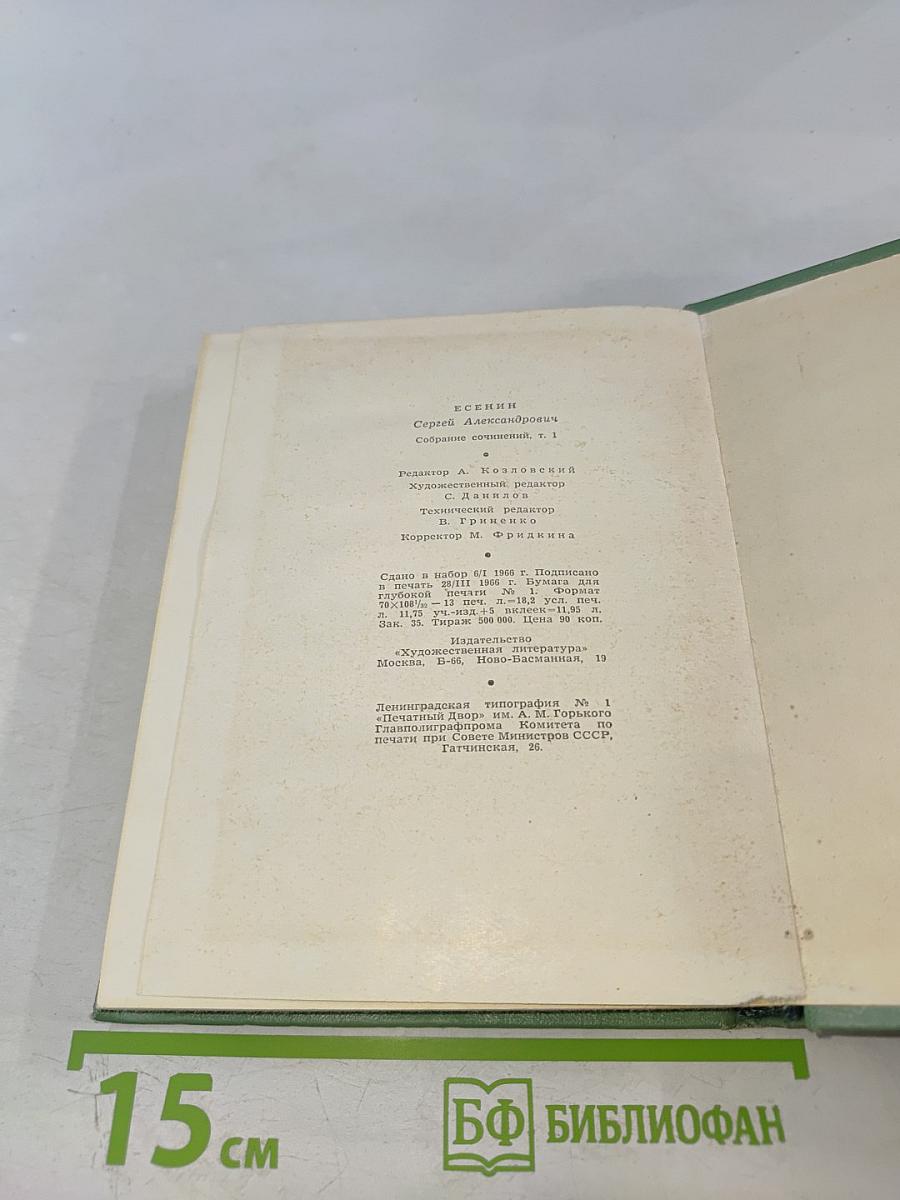 ЕСЕНИН
Сергей Александрович
Собрание сочинений, т. 1
Редактор А. Козловский
Художественный редактор
С. Данилов
Технический редактор
В. Гриненко
Корректор М. Фридкина
Сдано в набор 6/I 1966 г. Подписано
в печать 28/III 1966 г. Бумага для
глубокой печати № 1. Формат
70×108¹/₃₂ — 13 печ. л.=18,2 усл. печ.
л. 11,75 уч.-изд.+5 вклеек=11,95 л.
Зак. 35. Тираж 500 000. Цена 90 коп.
Издательство
«Художественная литература»
Москва, Б-66, Ново-Басманная, 19
Ленинградская типография № 1
«Печатный Двор» им. А. М. Горького
Главполиграфпрома Комитета по
печати при Совете Министров СССР,
Гатчинская, 26.
15 см
БФ БИБЛИОФАН